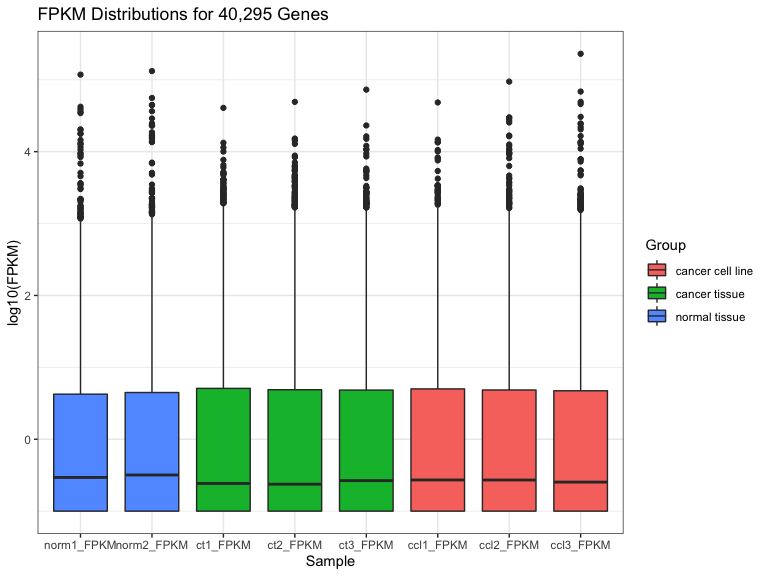 FPKM Distributions for 40,295 Genes
log10(FPKM)
4
2
0
norm1_FPKM norm2_FPKM ct1_FPKM ct2_FPKM ct3_FPKM ccl1_FPKM ccl2_FPKM ccl3_FPKM
Sample
Group
cancer cell line
cancer tissue
normal tissue